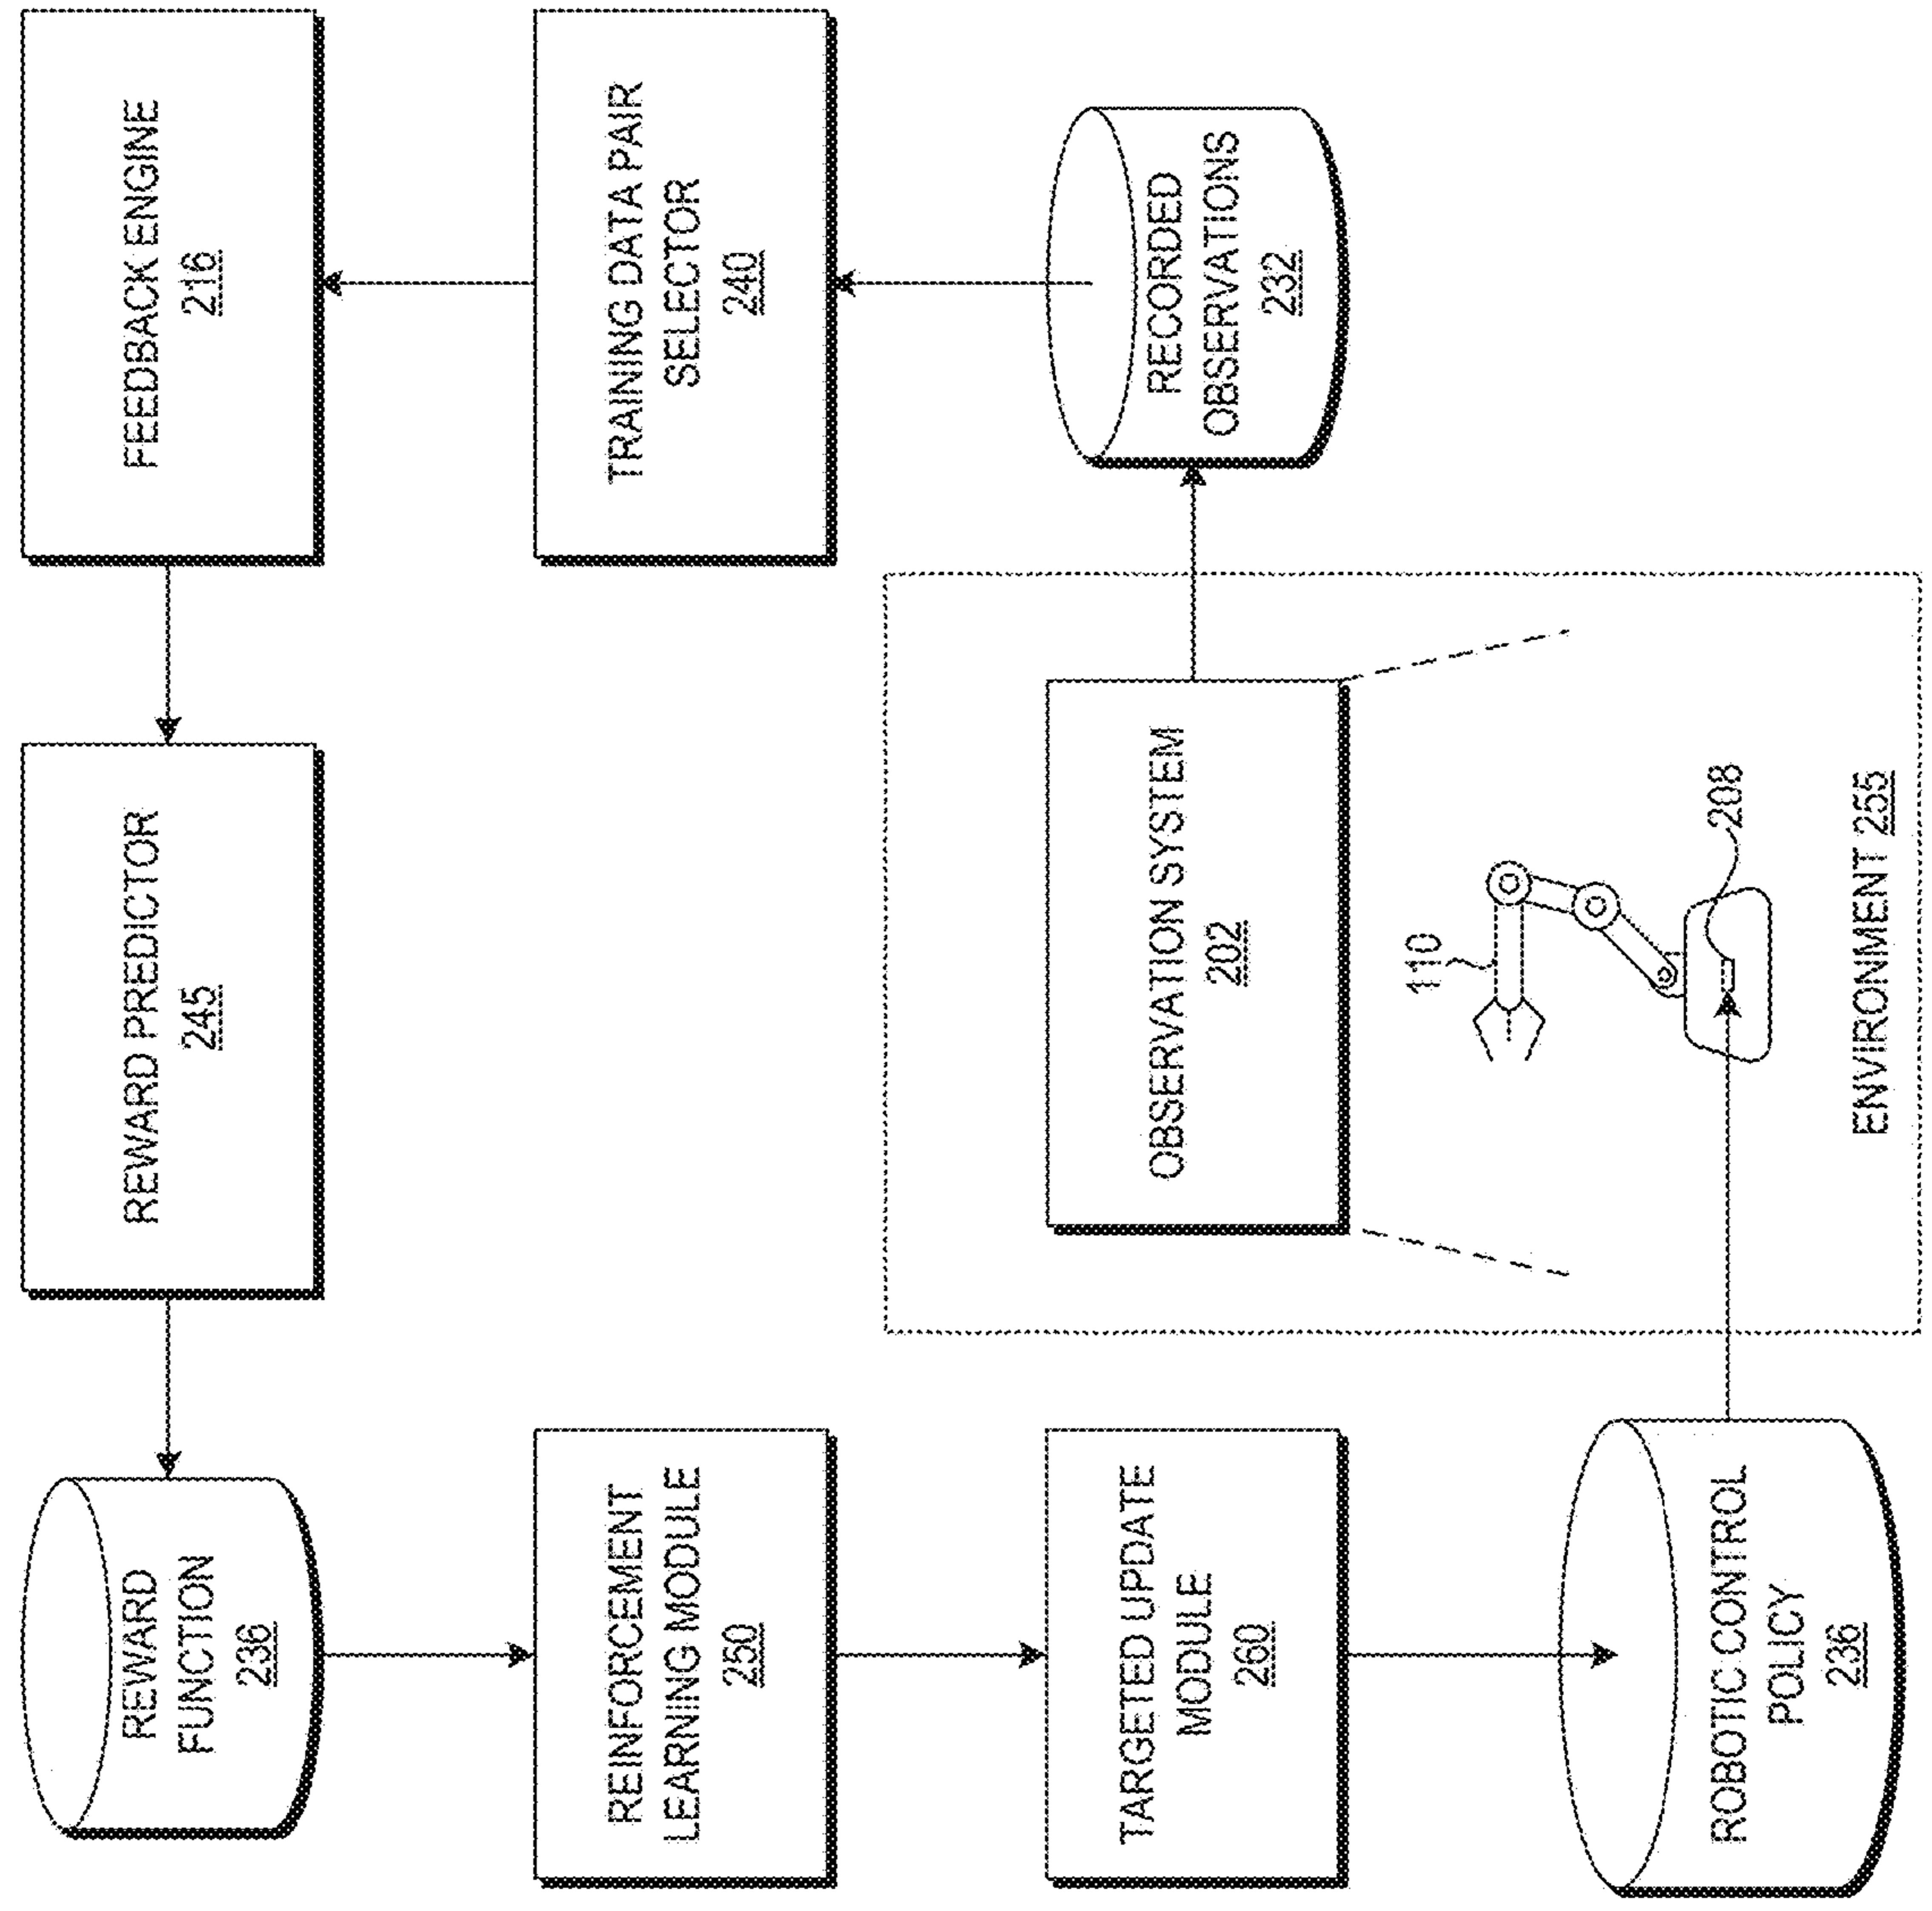 FEEDBACK ENGINE
216
REWARD PREDICTOR
245
REWARD
FUNCTION
236
TRAINING DATA PAIR
SELECTOR
240
REINFORCEMENT
LEARNING MODULE
250
RECORDED
OBSERVATIONS
232
OBSERVATION SYSTEM
202
TARGETED UPDATE
MODULE
260
110
208
ENVIRONMENT 255
ROBOTIC CONTROL
POLICY
236